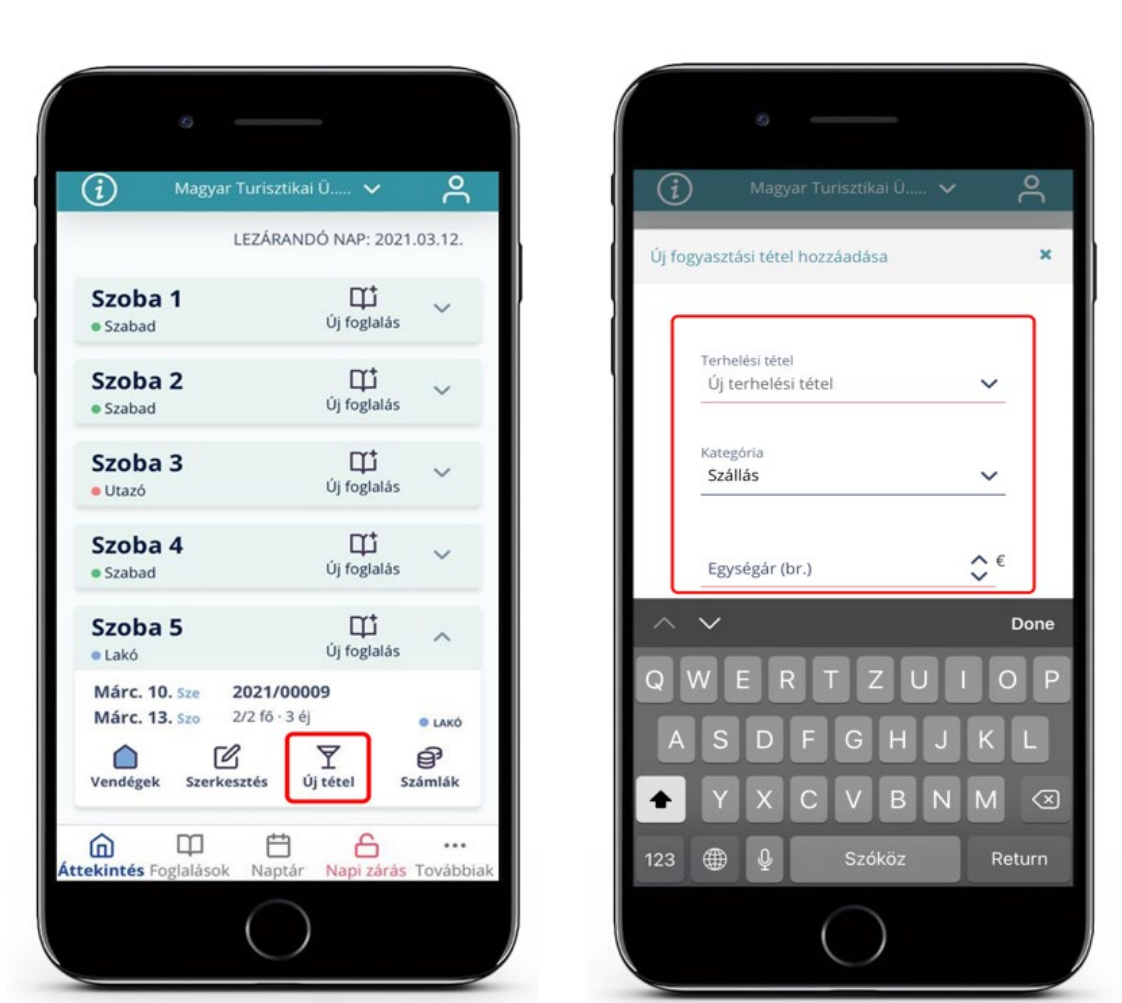 Magyar Turisztikai Ü.....
LEZÁRANDÓ NAP: 2021.03.12.
Szoba 1
Szabad
Új foglalás
Szoba 2
Szabad
Új foglalás
Szoba 3
Utazó
Új foglalás
Szoba 4
Szabad
Új foglalás
Szoba 5
Lakó
Új foglalás
Márc. 10. Sze 2021/00009
Márc. 13. Szo 2/2 fő · 3 éj LAKÓ
Vendégek Szerkesztés Új tétel Számlák
Áttekintés Foglalások Naptár Napi zárás Továbbiak
Magyar Turisztikai Ü.....
Új fogyasztási tétel hozzáadása
Terhelési tétel
Új terhelési tétel
Kategória
Szállás
Egységár (br.) €
Done
Q W E R T Z U I O P
A S D F G H J K L
Y X C V B N M
123 Szóköz Return